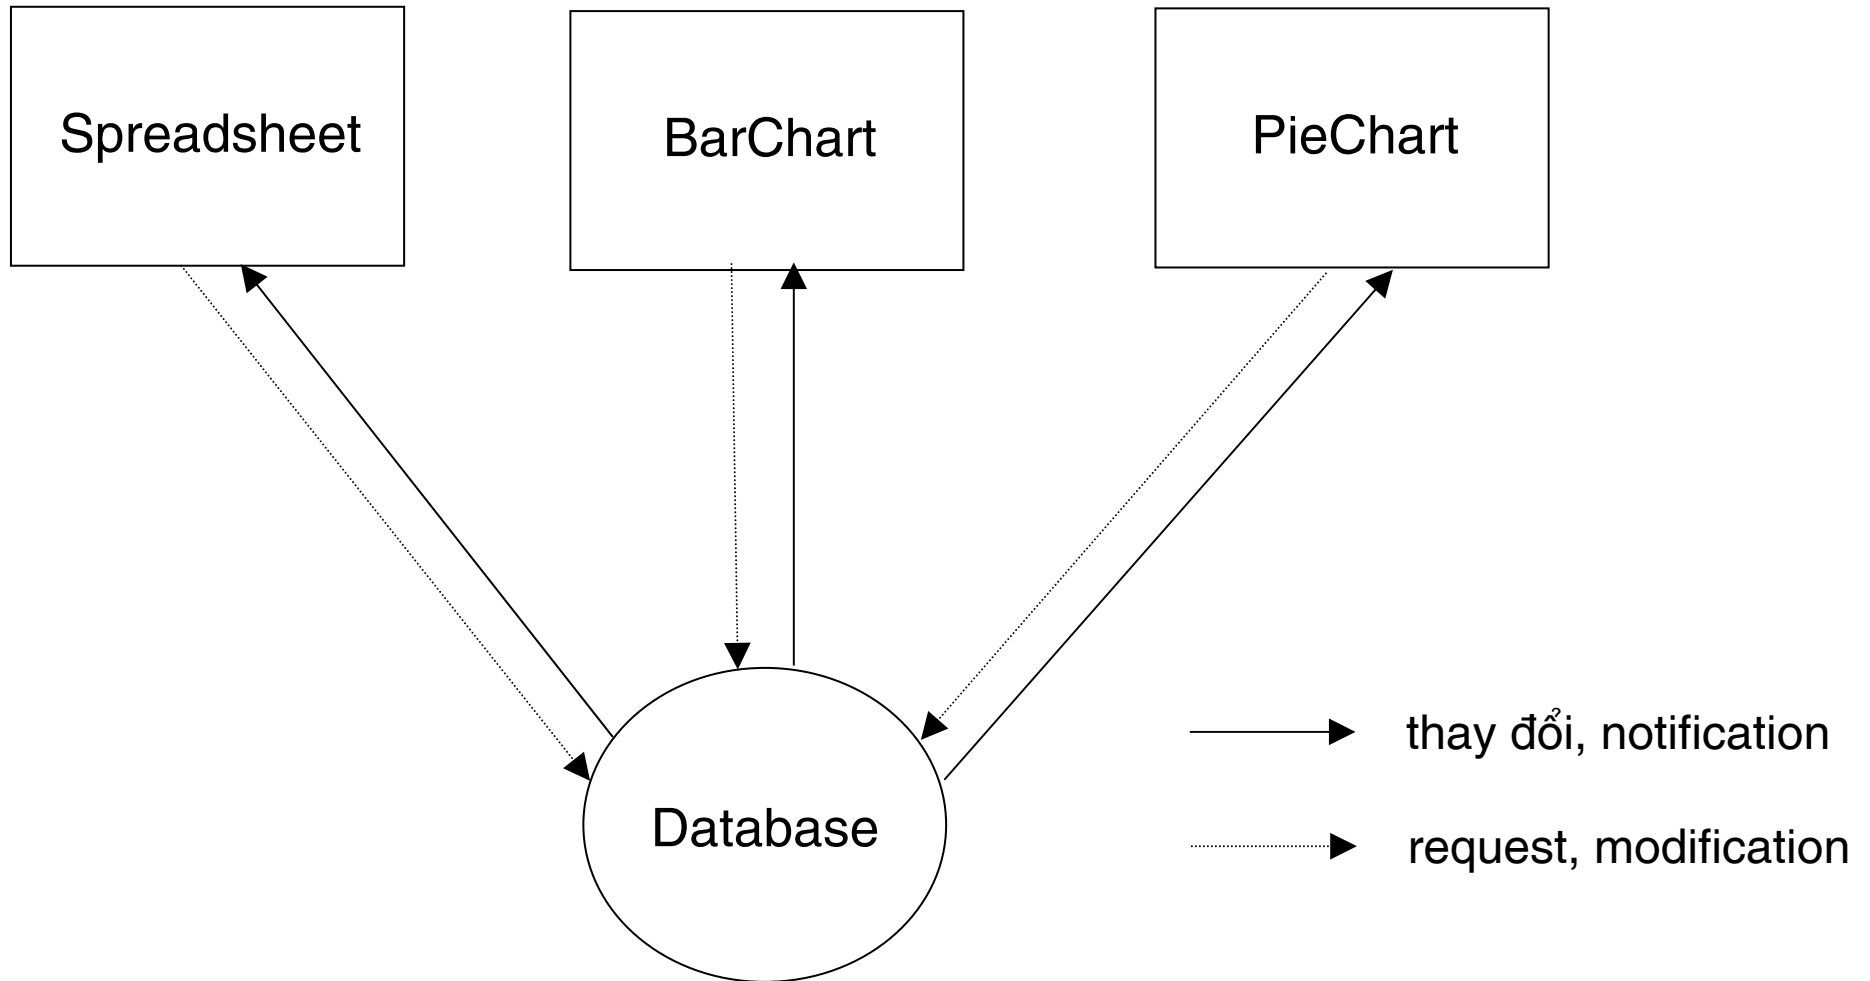 Spreadsheet
BarChart
PieChart
thay đổi, notification
Database
request, modification